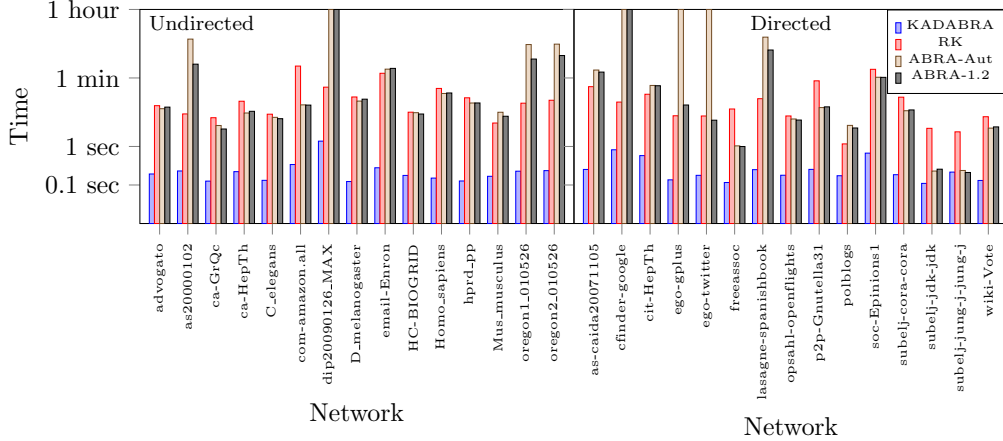 1 hour
1 min
1 sec
0.1 sec
Time
Undirected
Directed
KADABRA
RK
ABRA-Aut
ABRA-1.2
advogato
as20000102
ca-GrQc
ca-HepTh
C_elegans
com-amazon.all
dip20090126_MAX
D_melanogaster
email-Enron
HC-BIOGRID
Homo_sapiens
hprd_pp
Mus_musculus
oregon1_010526
oregon2_010526
as-caida20071105
cfinder-google
cit-HepTh
ego-gplus
ego-twitter
freeassoc
lasagne-spanishbook
opsahl-openflights
p2p-Gnutella31
polblogs
soc-Epinions1
subelj-cora-cora
subelj-jdk-jdk
subelj-jung-j-jung-j
wiki-Vote
Network
Network